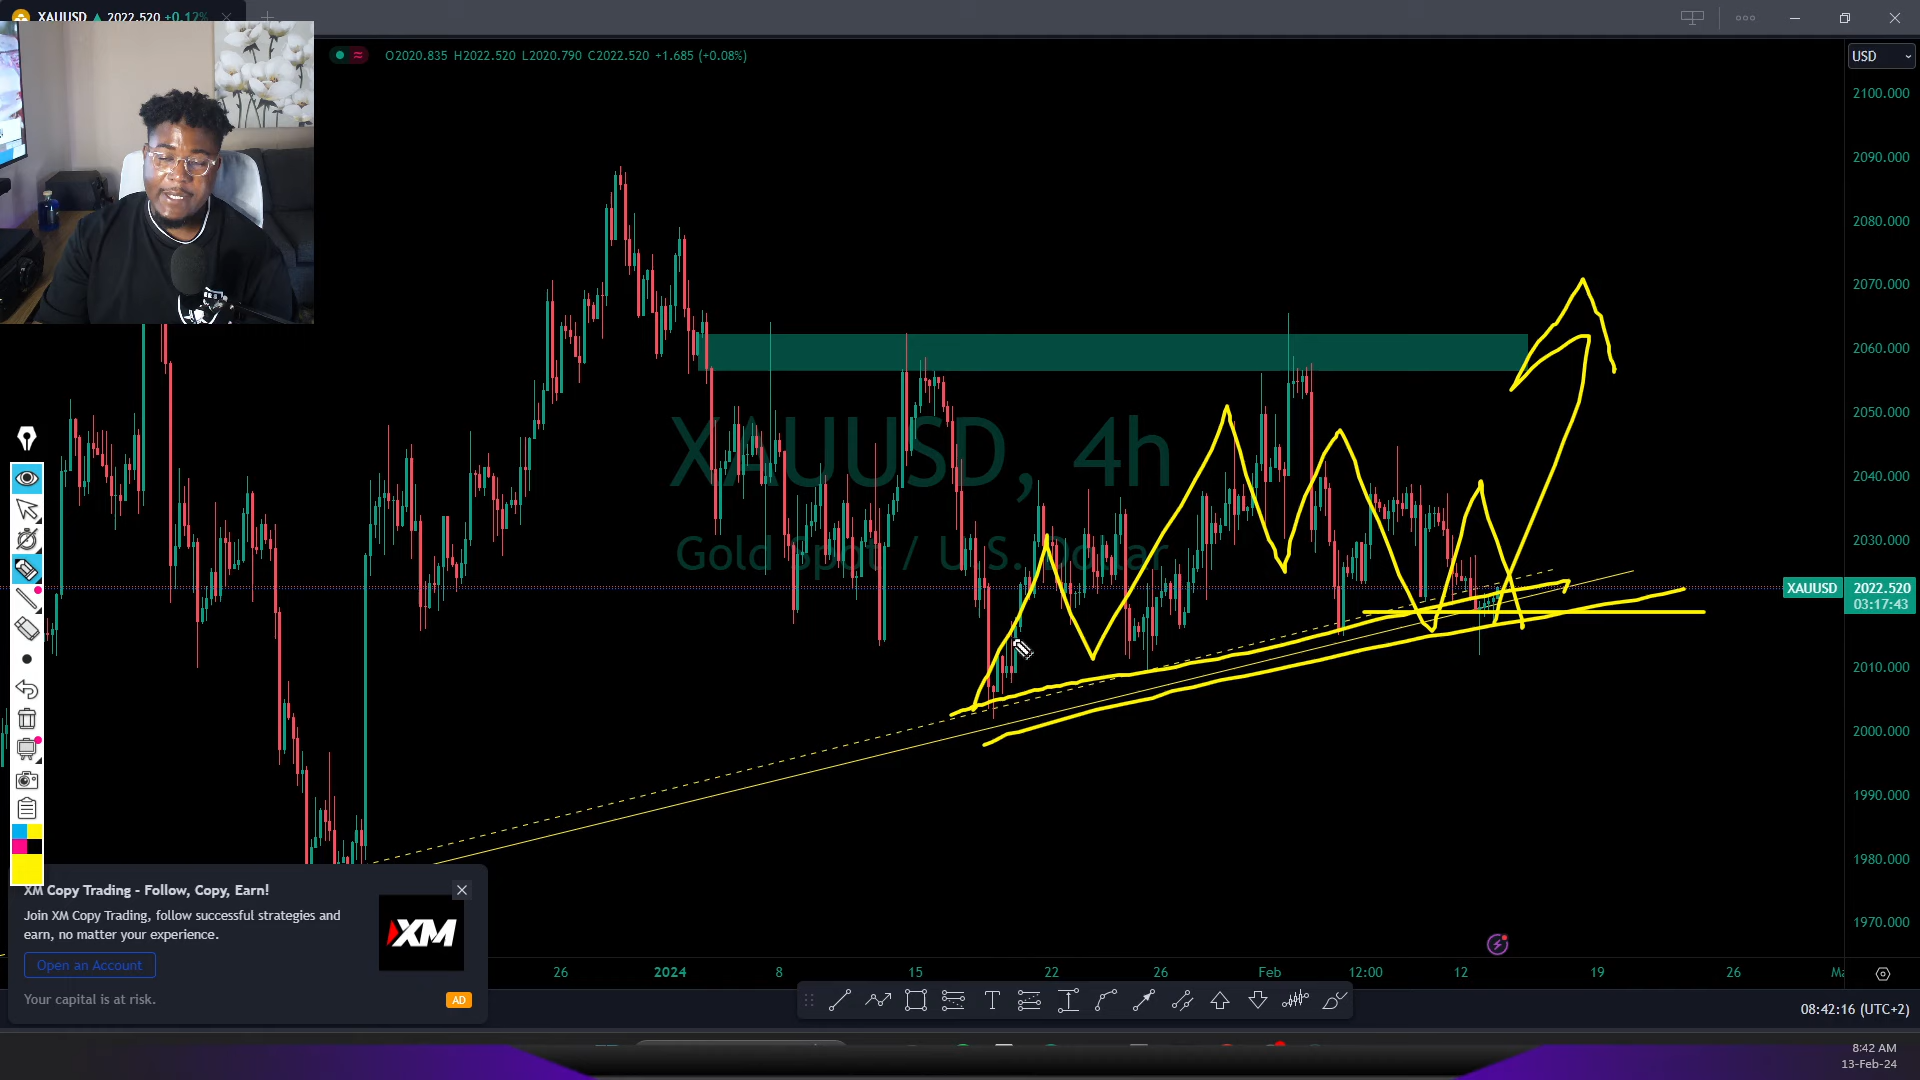 XAUUSD ▲ 2022.520 +0.12%
O2020.835 H2022.520 L2020.790 C2022.520 +1.685 (+0.08%)
USD
2100.000
2090.000
2080.000
2070.000
2060.000
2050.000
2040.000
2030.000
XAUUSD 2022.520
03:17:43
2010.000
2000.000
1990.000
1980.000
1970.000
XAUUSD, 4h
Gold Spot / U.S. Dollar
XM Copy Trading - Follow, Copy, Earn!
Join XM Copy Trading, follow successful strategies and
earn, no matter your experience.
XM
Open an Account
Your capital is at risk.
AD
26 2024 8 15 22 26 Feb 12:00 12 19 26
08:42:16 (UTC+2)
8:42 AM
13-Feb-24